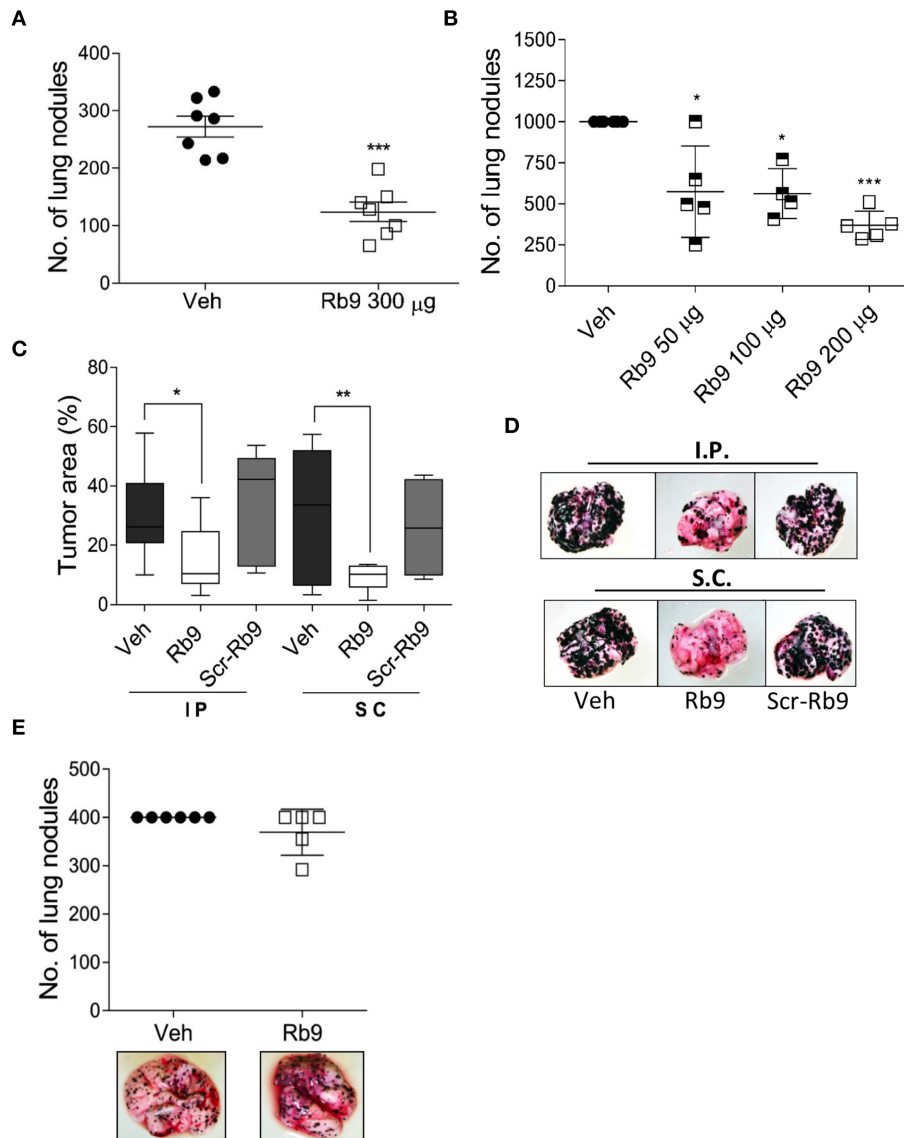 A
No. of lung nodules
400
300
200
100
0
***
Veh
Rb9 300 μg
B
No. of lung nodules
1500
1250
1000
750
500
250
0
*
*
***
Veh
Rb9 50 μg
Rb9 100 μg
Rb9 200 μg
C
Tumor area (%)
80
60
40
20
0
*
**
Veh
Rb9
Scr-Rb9
Veh
Rb9
Scr-Rb9
I P
S C
D
I.P.
S.C.
Veh
Rb9
Scr-Rb9
E
No. of lung nodules
500
400
300
200
100
0
Veh
Rb9